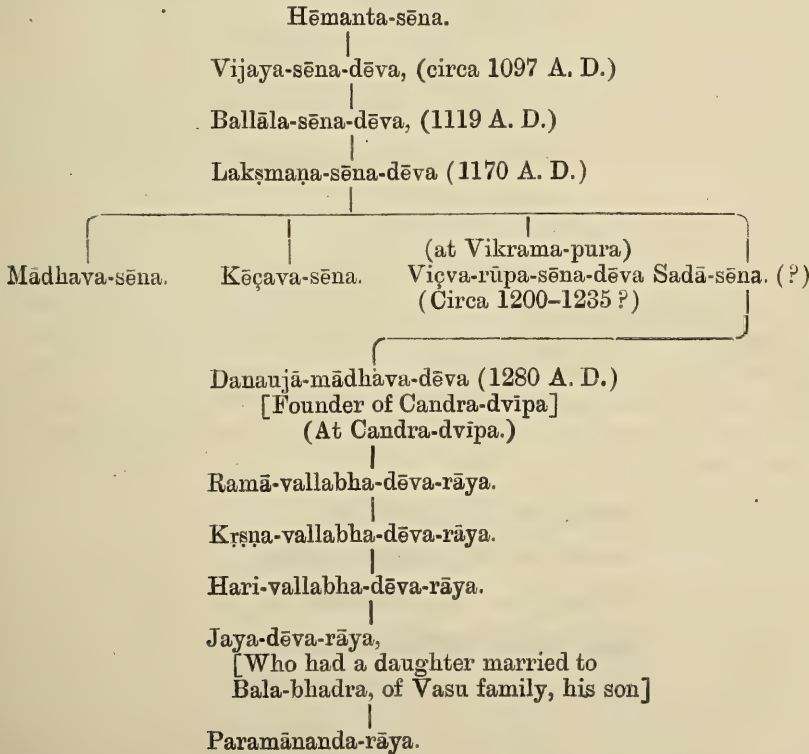 Hēmanta-sēna.
Vijaya-sēna-dēva, (circa 1097 A. D.)
Ballāla-sēna-dēva, (1119 A. D.)
Lakṣmaṇa-sēna-dēva (1170 A. D.)
(at Vikrama-pura)
Mādhava-sēna. Kēçava-sēna. Viçva-rūpa-sēna-dēva Sadā-sēna. (?)
(Circa 1200–1235 ?)
Danaujā-mādhava-dēva (1280 A. D.)
[Founder of Candra-dvīpa]
(At Candra-dvīpa.)
Ramā-vallabha-dēva-rāya.
Kṛṣṇa-vallabha-dēva-rāya.
Hari-vallabha-dēva-rāya.
Jaya-dēva-rāya,
[Who had a daughter married to
Bala-bhadra, of Vasu family, his son]
Paramānanda-rāya.